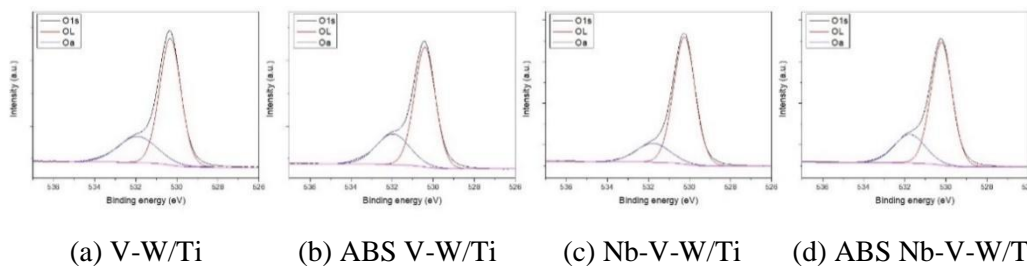 O1s
OL
Oa
Intensity (a.u.)
536 534 532 530 528 526
Binding energy (eV)
(a) V-W/Ti
O1s
OL
Oa
Intensity (a.u.)
536 534 532 530 528 526
Binding energy (eV)
(b) ABS V-W/Ti
O1s
OL
Oa
Intensity (a.u.)
536 534 532 530 528 526
Binding energy (eV)
(c) Nb-V-W/Ti
O1s
OL
Oa
Intensity (a.u.)
536 534 532 530 528 526
Binding energy (eV)
(d) ABS Nb-V-W/T